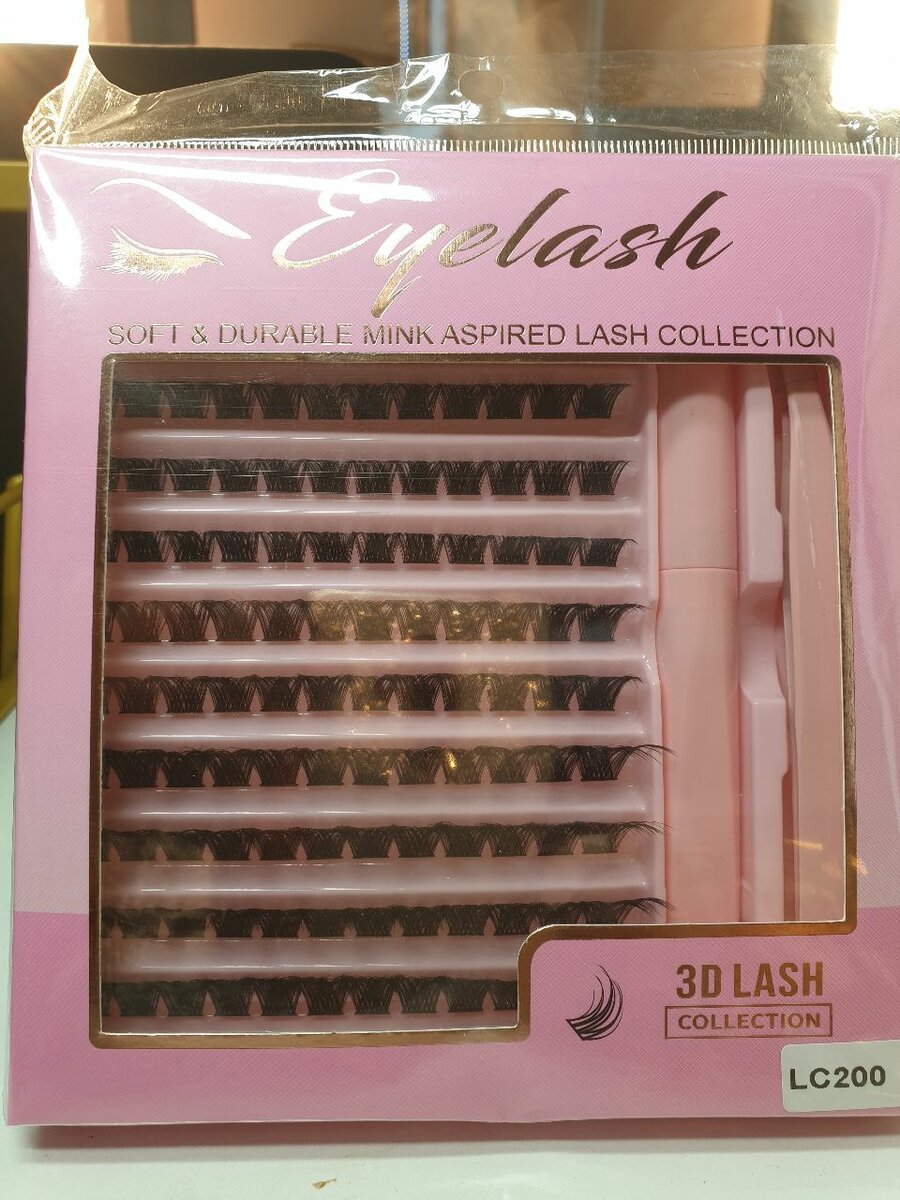 Eyelash
SOFT & DURABLE MINK ASPIRED LASH COLLECTION
3D LASH
COLLECTION
LC200